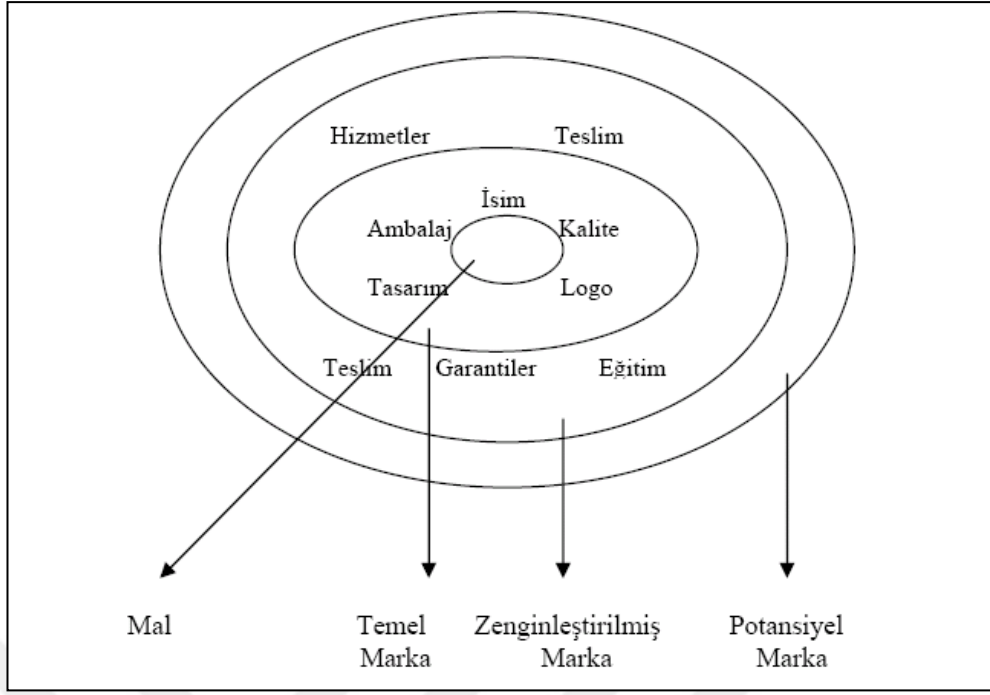 Hizmetler Teslim
İsim
Ambalaj Kalite
Tasarım Logo
Teslim Garantiler Eğitim
Mal Temel Zenginleştirilmiş Potansiyel
Marka Marka Marka